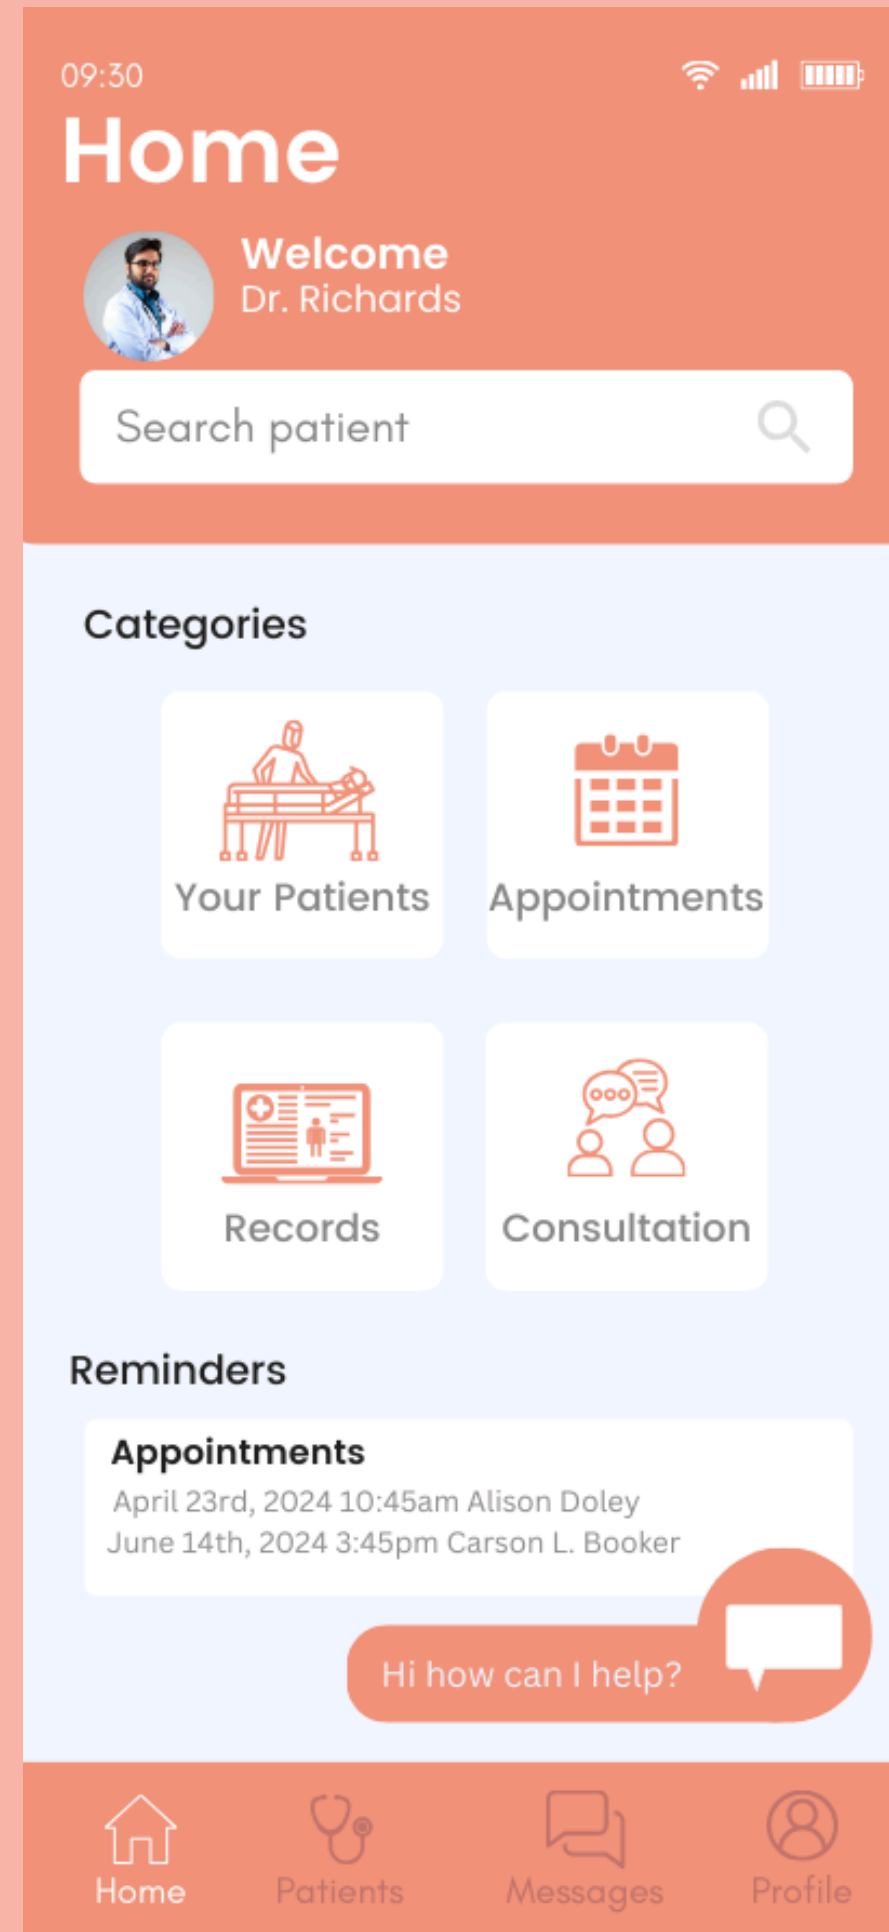 09:30
Home
Welcome
Dr. Richards
Search patient
Categories
Your Patients
Appointments
Records
Consultation
Reminders
Appointments
April 23rd, 2024 10:45am Alison Doley
June 14th, 2024 3:45pm Carson L. Booker
Hi how can I help?
Home
Patients
Messages
Profile